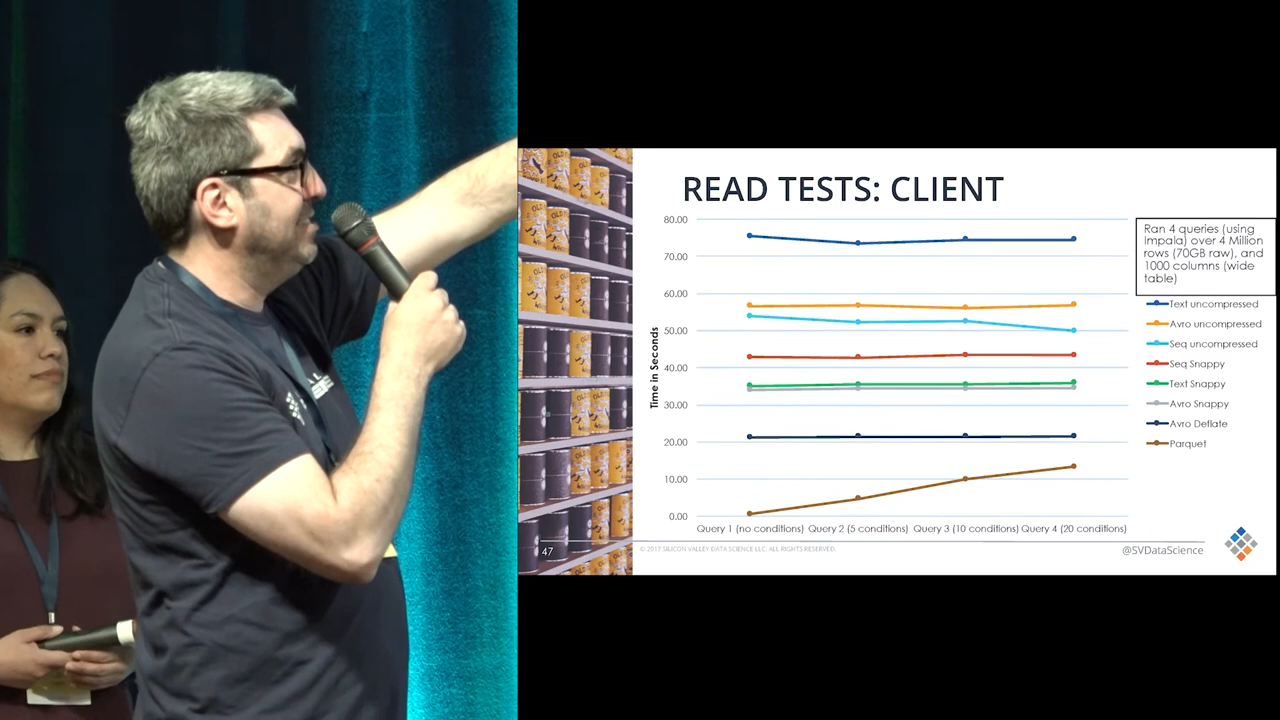 READ TESTS: CLIENT
80.00
70.00
60.00
50.00
40.00
30.00
20.00
10.00
0.00
Time in Seconds
Query 1 (no conditions) Query 2 (5 conditions) Query 3 (10 conditions) Query 4 (20 conditions)
Ran 4 queries (using
Impala) over 4 Million
rows (70GB raw), and
1000 columns (wide
table)
Text uncompressed
Avro uncompressed
Seq uncompressed
Seq Snappy
Text Snappy
Avro Snappy
Avro Deflate
Parquet
47
© 2017 SILICON VALLEY DATA SCIENCE LLC. ALL RIGHTS RESERVED.
@SVDataScience